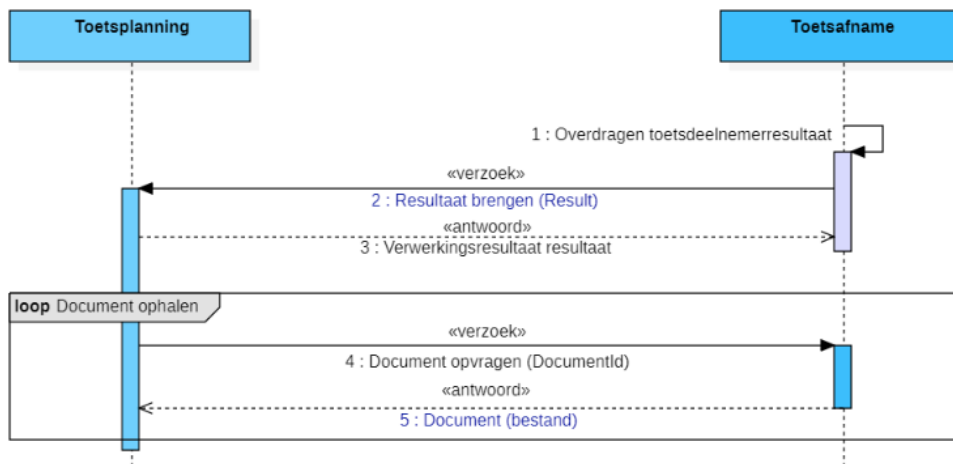 Toetsplanning
Toetsafname
1 : Overdragen toetsdeelnemerresultaat
«verzoek»
2 : Resultaat brengen (Result)
«antwoord»
3 : Verwerkingsresultaat resultaat
loop Document ophalen
«verzoek»
4 : Document opvragen (DocumentId)
«antwoord»
5 : Document (bestand)